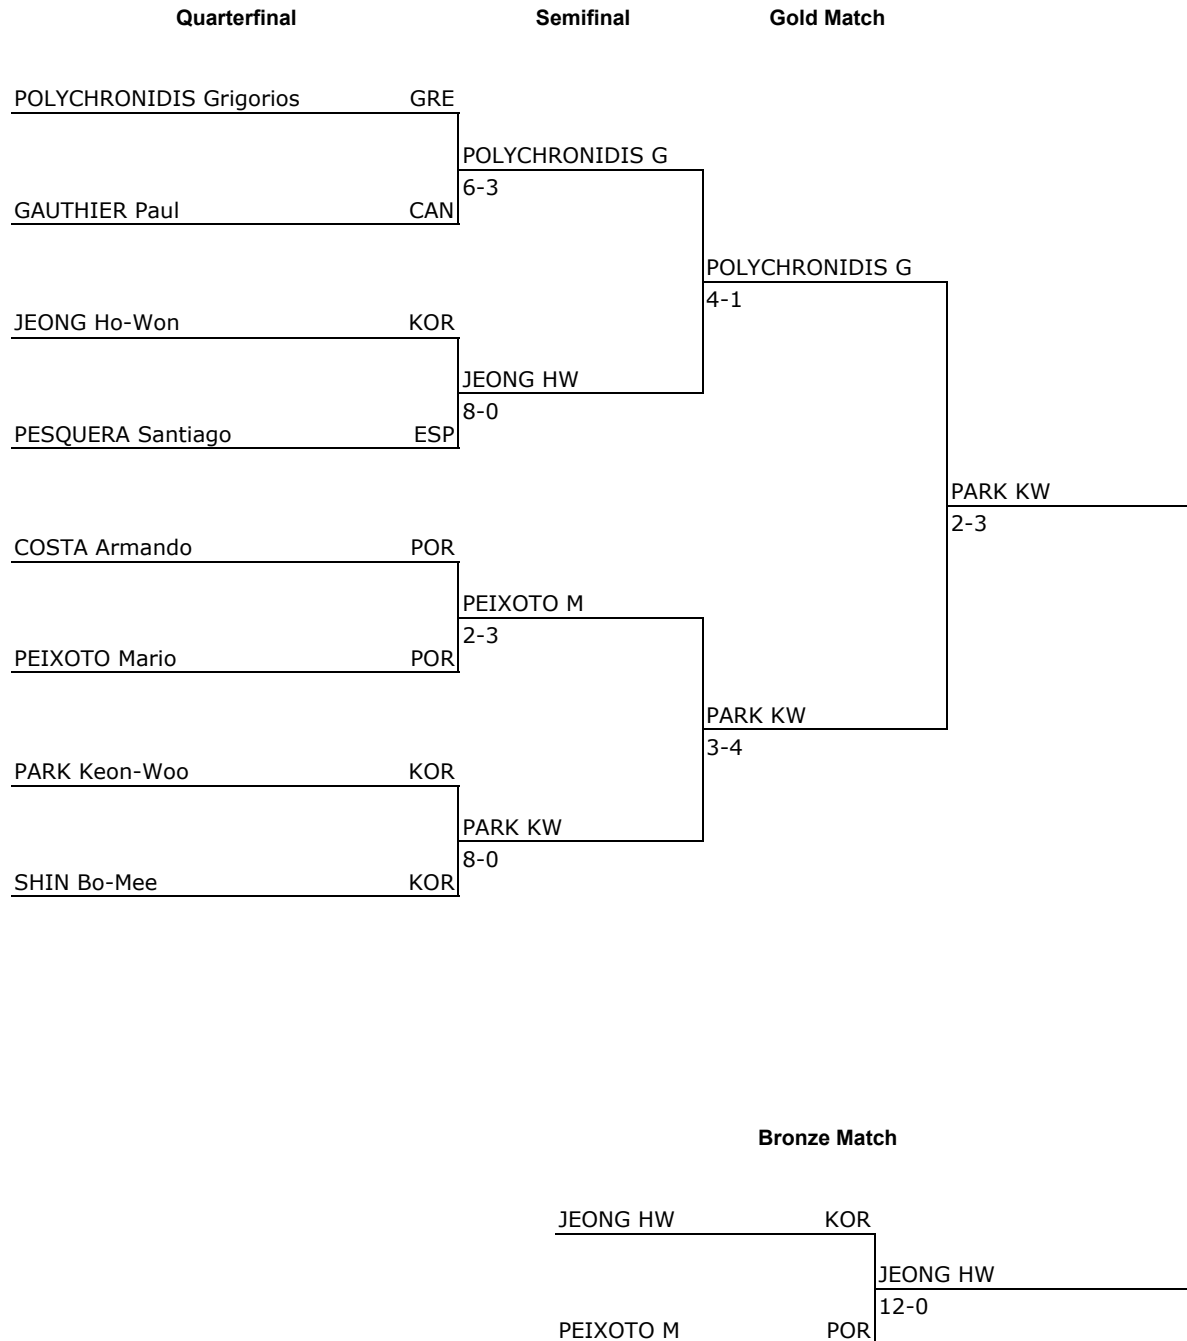 Quarterfinal Semifinal Gold Match
POLYCHRONIDIS Grigorios GRE
POLYCHRONIDIS G
6-3
GAUTHIER Paul CAN
POLYCHRONIDIS G
4-1
JEONG Ho-Won KOR
JEONG HW
8-0
PESQUERA Santiago ESP
PARK KW
2-3
COSTA Armando POR
PEIXOTO M
2-3
PEIXOTO Mario POR
PARK KW
3-4
PARK Keon-Woo KOR
PARK KW
8-0
SHIN Bo-Mee KOR
Bronze Match
JEONG HW KOR
JEONG HW
12-0
PEIXOTO M POR